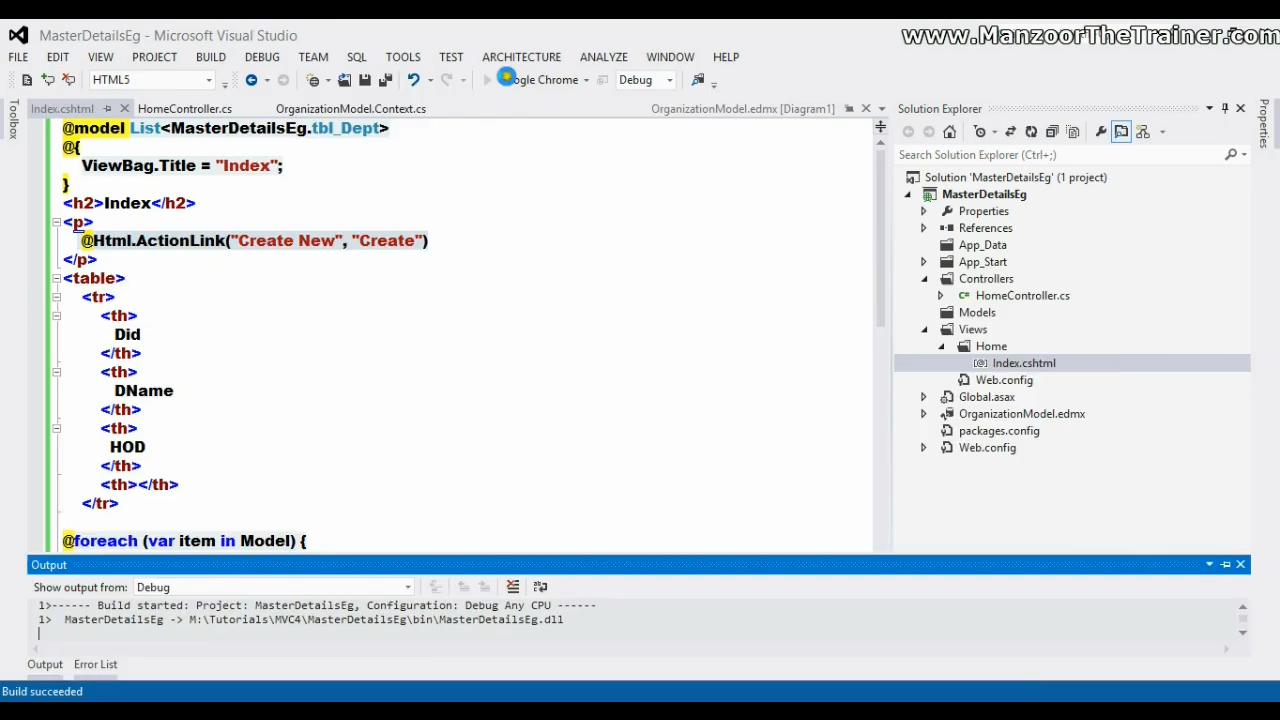 MasterDetailsEg - Microsoft Visual Studio
www.ManzoorTheTrainer.com
FILE EDIT VIEW PROJECT BUILD DEBUG TEAM SQL TOOLS TEST ARCHITECTURE ANALYZE WINDOW HELP
HTML5 Chrome Debug
Index.cshtml HomeController.cs OrganizationModel.Context.cs OrganizationModel.edmx [Diagram1]
Toolbox
@model List<MasterDetailsEg.tbl_Dept>
@{
ViewBag.Title = "Index";
}
<h2>Index</h2>
<p>
@Html.ActionLink("Create New", "Create")
</p>
<table>
<tr>
<th>
Did
</th>
<th>
DName
</th>
<th>
HOD
</th>
<th></th>
</tr>
@foreach (var item in Model) {
Solution Explorer
Search Solution Explorer (Ctrl+;)
Solution 'MasterDetailsEg' (1 project)
MasterDetailsEg
Properties
References
App_Data
App_Start
Controllers
HomeController.cs
Models
Views
Home
Index.cshtml
Web.config
Global.asax
OrganizationModel.edmx
packages.config
Web.config
Properties
Output
Show output from: Debug
1>------ Build started: Project: MasterDetailsEg, Configuration: Debug Any CPU ------
1> MasterDetailsEg -> M:\Tutorials\MVC4\MasterDetailsEg\bin\MasterDetailsEg.dll
Output Error List
Build succeeded